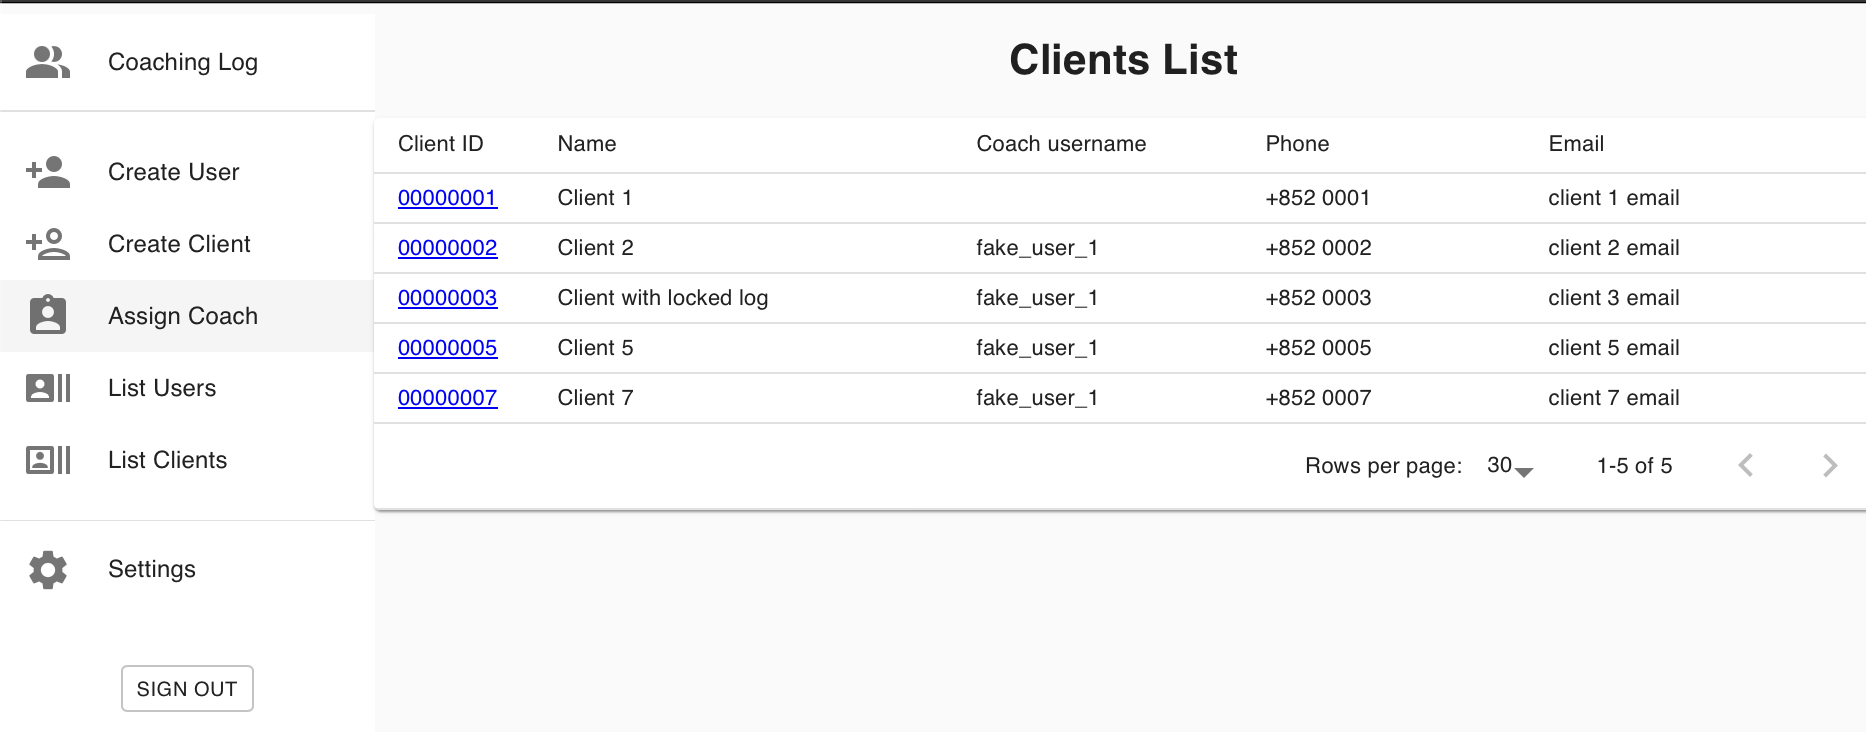 Coaching Log
Create User
Create Client
Assign Coach
List Users
List Clients
Settings
SIGN OUT
Clients List
Client ID Name Coach username Phone Email
00000001 Client 1 +852 0001 client 1 email
00000002 Client 2 fake_user_1 +852 0002 client 2 email
00000003 Client with locked log fake_user_1 +852 0003 client 3 email
00000005 Client 5 fake_user_1 +852 0005 client 5 email
00000007 Client 7 fake_user_1 +852 0007 client 7 email
Rows per page: 30 1-5 of 5